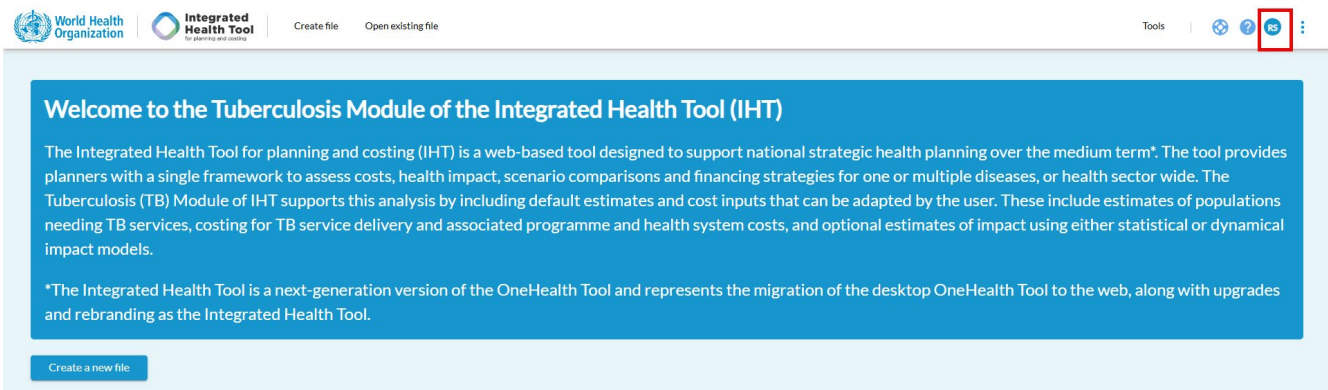 World Health
Organization
Integrated
Health Tool
for planning and costing
Create file
Open existing file
Tools
RS
Welcome to the Tuberculosis Module of the Integrated Health Tool (IHT)
The Integrated Health Tool for planning and costing (IHT) is a web-based tool designed to support national strategic health planning over the medium term*. The tool provides
planners with a single framework to assess costs, health impact, scenario comparisons and financing strategies for one or multiple diseases, or health sector wide. The
Tuberculosis (TB) Module of IHT supports this analysis by including default estimates and cost inputs that can be adapted by the user. These include estimates of populations
needing TB services, costing for TB service delivery and associated programme and health system costs, and optional estimates of impact using either statistical or dynamical
impact models.
*The Integrated Health Tool is a next-generation version of the OneHealth Tool and represents the migration of the desktop OneHealth Tool to the web, along with upgrades
and rebranding as the Integrated Health Tool.
Create a new file